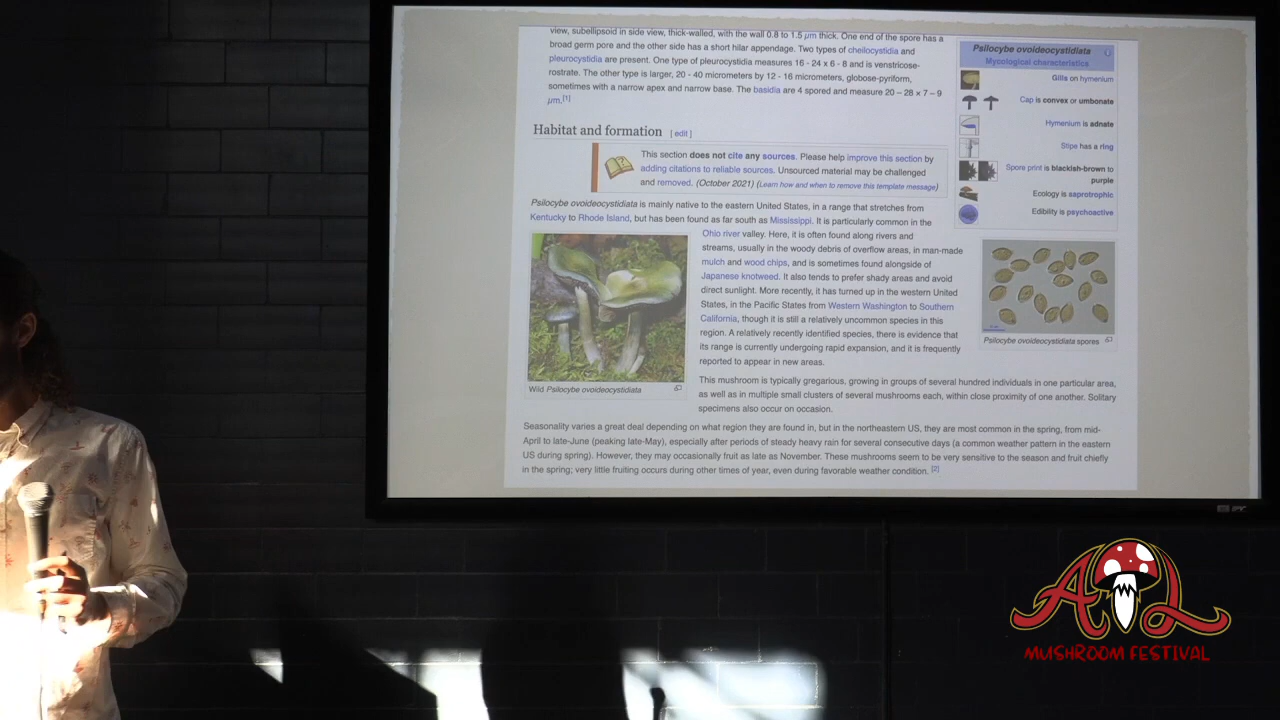 view, subellipsoid in side view, thick-walled, with the wall 0.8 to 1.5 μm thick. One end of the spore has a
broad germ pore and the other side has a short hilar appendage. Two types of cheilocystidia and
pleurocystidia are present. One type of pleurocystidia measures 16 - 24 x 6 - 8 and is venstricose-
rostrate. The other type is larger, 20 - 40 micrometers by 12 - 16 micrometers, globose-pyriform,
sometimes with a narrow apex and narrow base. The basidia are 4 spored and measure 20 – 28 × 7 – 9
μm.[1]
Psilocybe ovoideocystidiata
Mycological characteristics
Gills on hymenium
Cap is convex or umbonate
Hymenium is adnate
Stipe has a ring
Spore print is blackish-brown to
purple
Ecology is saprotrophic
Edibility is psychoactive
Habitat and formation [ edit ]
This section does not cite any sources. Please help improve this section by
adding citations to reliable sources. Unsourced material may be challenged
and removed. (October 2021) (Learn how and when to remove this template message)
Psilocybe ovoideocystidiata is mainly native to the eastern United States, in a range that stretches from
Kentucky to Rhode Island, but has been found as far south as Mississippi. It is particularly common in the
Ohio river valley. Here, it is often found along rivers and
streams, usually in the woody debris of overflow areas, in man-made
mulch and wood chips, and is sometimes found alongside of
Japanese knotweed. It also tends to prefer shady areas and avoid
direct sunlight. More recently, it has turned up in the western United
States, in the Pacific States from Western Washington to Southern
California, though it is still a relatively uncommon species in this
region. A relatively recently identified species, there is evidence that
its range is currently undergoing rapid expansion, and it is frequently
reported to appear in new areas.
Wild Psilocybe ovoideocystidiata
Psilocybe ovoideocystidiata spores
This mushroom is typically gregarious, growing in groups of several hundred individuals in one particular area,
as well as in multiple small clusters of several mushrooms each, within close proximity of one another. Solitary
specimens also occur on occasion.
Seasonality varies a great deal depending on what region they are found in, but in the northeastern US, they are most common in the spring, from mid-
April to late-June (peaking late-May), especially after periods of steady heavy rain for several consecutive days (a common weather pattern in the eastern
US during spring). However, they may occasionally fruit as late as November. These mushrooms seem to be very sensitive to the season and fruit chiefly
in the spring; very little fruiting occurs during other times of year, even during favorable weather condition. [2]
ATL
MUSHROOM FESTIVAL